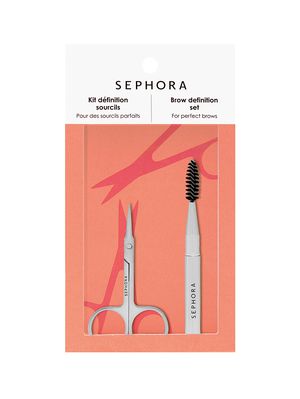 SEPHORA
Kit définition
sourcils
Pour des sourcils parfaits
Brow definition
set
For perfect brows
SEPHORA
SEPHORA